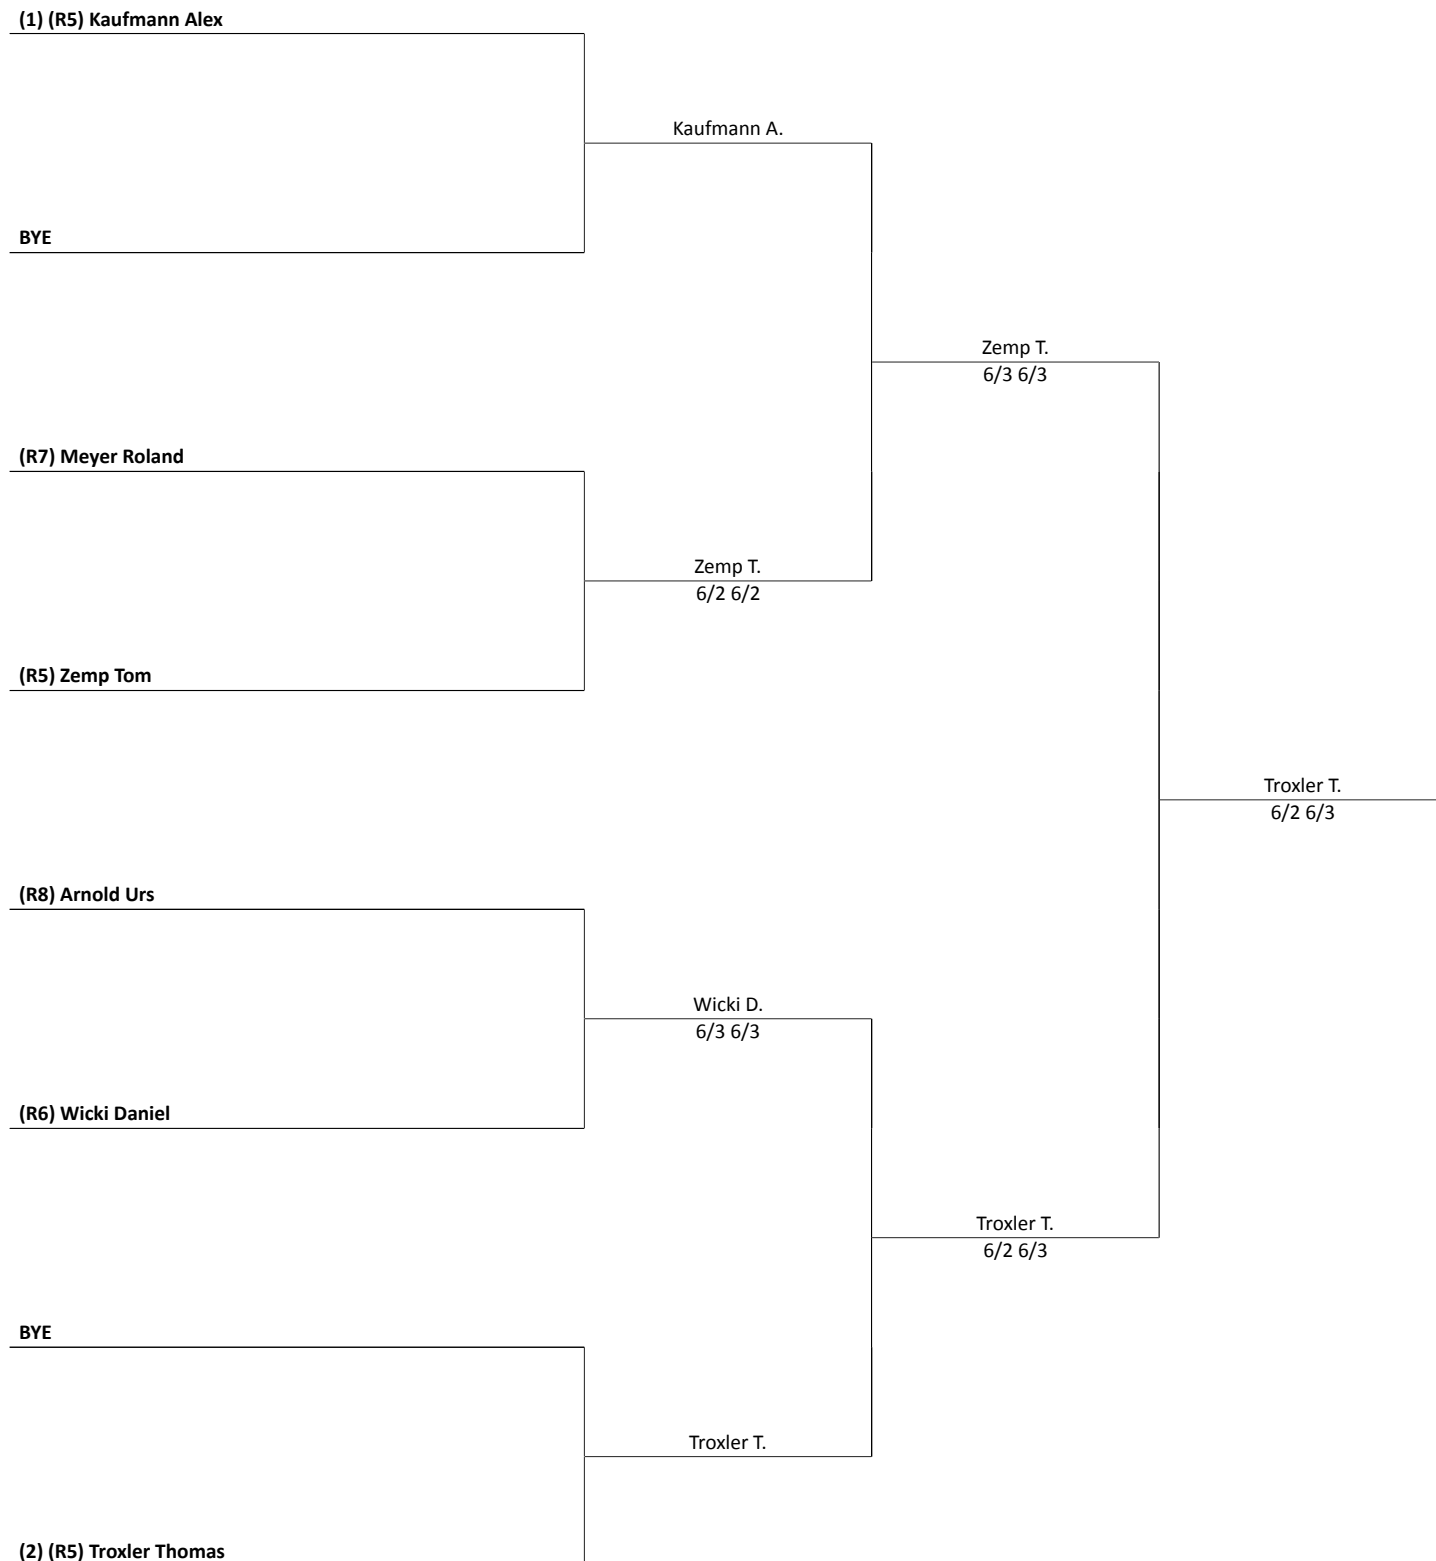 (1) (R5) Kaufmann Alex
Kaufmann A.
BYE
Zemp T.
6/3 6/3
(R7) Meyer Roland
Zemp T.
6/2 6/2
(R5) Zemp Tom
Troxler T.
6/2 6/3
(R8) Arnold Urs
Wicki D.
6/3 6/3
(R6) Wicki Daniel
Troxler T.
6/2 6/3
BYE
Troxler T.
(2) (R5) Troxler Thomas